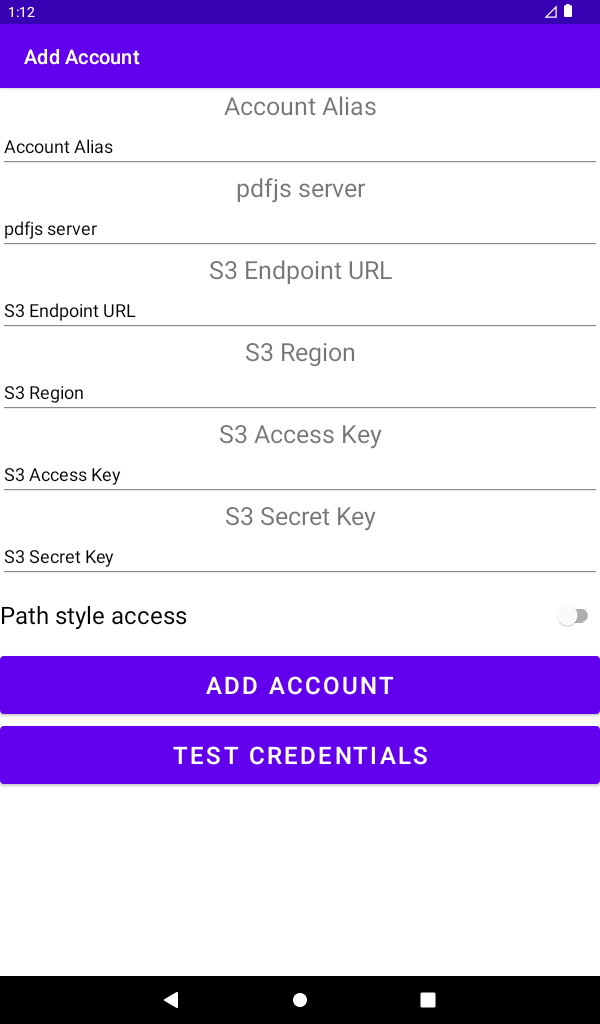 1:12
Add Account
Account Alias
Account Alias
pdfjs server
pdfjs server
S3 Endpoint URL
S3 Endpoint URL
S3 Region
S3 Region
S3 Access Key
S3 Access Key
S3 Secret Key
S3 Secret Key
Path style access
ADD ACCOUNT
TEST CREDENTIALS